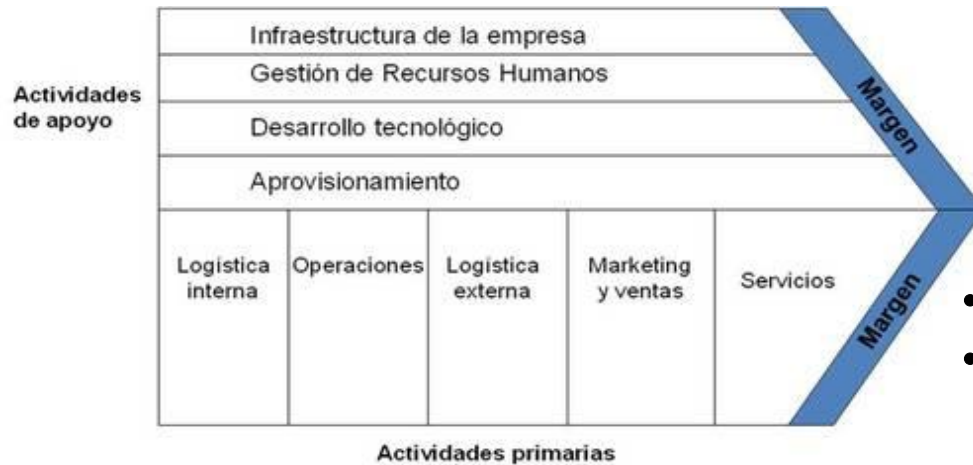 Infraestructura de la empresa
Gestión de Recursos Humanos
Actividades
de apoyo
Desarrollo tecnológico
Aprovisionamiento
Margen
Logística
interna
Operaciones
Logística
externa
Marketing
y ventas
Servicios
Margen
Actividades primarias